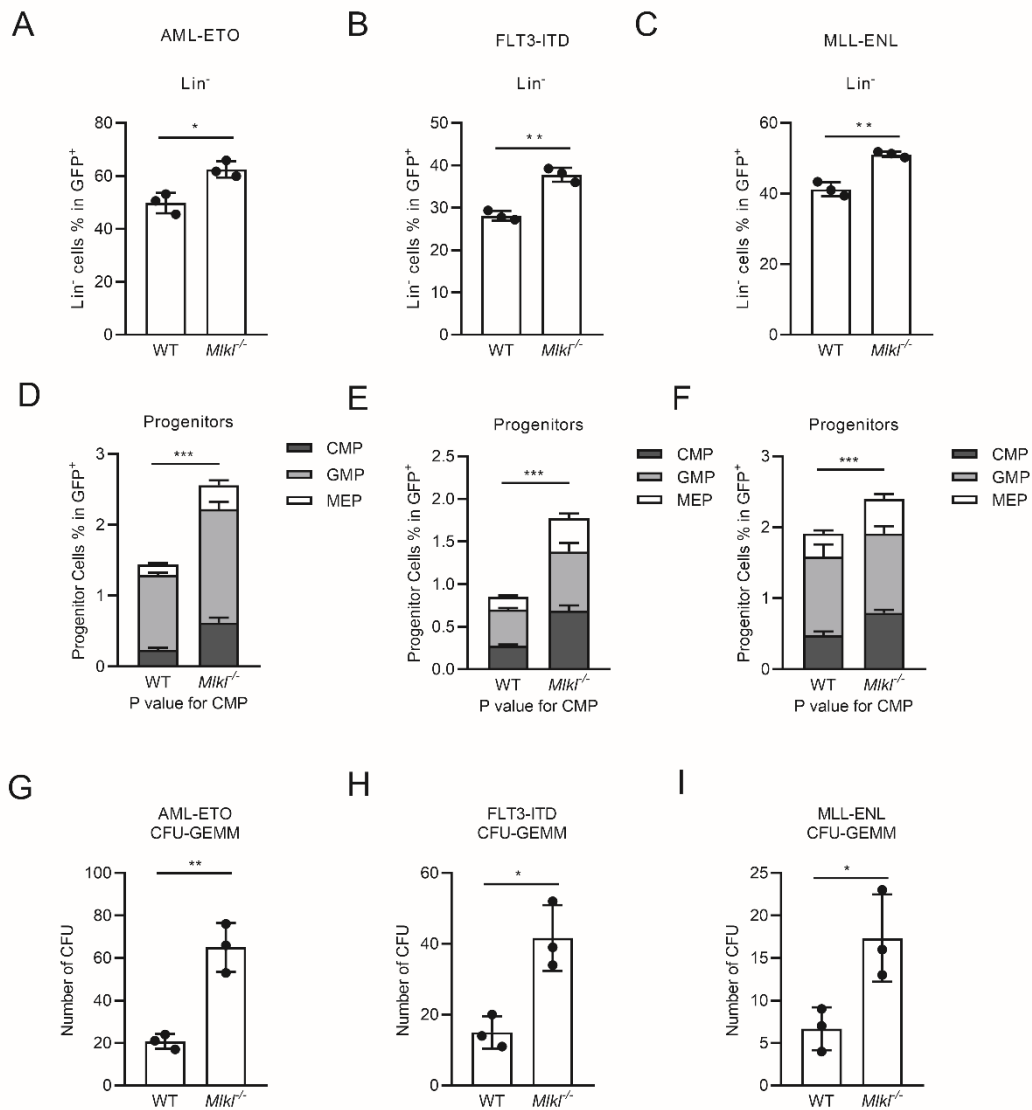 A
AML-ETO
Lin⁻
Lin⁻ cells % in GFP⁺
80
60
40
20
0
*
WT
Mlkl⁻/⁻
B
FLT3-ITD
Lin⁻
Lin⁻ cells % in GFP⁺
50
40
30
20
10
0
**
WT
Mlkl⁻/⁻
C
MLL-ENL
Lin⁻
Lin⁻ cells % in GFP⁺
60
40
20
0
**
WT
Mlkl⁻/⁻
D
Progenitors
Progenitor Cells % in GFP⁺
3
2
1
0
***
CMP
GMP
MEP
WT
Mlkl⁻/⁻
P value for CMP
E
Progenitors
Progenitor Cells % in GFP⁺
2.5
2.0
1.5
1.0
0.5
0.0
***
CMP
GMP
MEP
WT
Mlkl⁻/⁻
P value for CMP
F
Progenitors
Progenitor Cells % in GFP⁺
3
2
1
0
***
CMP
GMP
MEP
WT
Mlkl⁻/⁻
P value for CMP
G
AML-ETO
CFU-GEMM
Number of CFU
100
80
60
40
20
0
**
WT
Mlkl⁻/⁻
H
FLT3-ITD
CFU-GEMM
Number of CFU
60
40
20
0
*
WT
Mlkl⁻/⁻
I
MLL-ENL
CFU-GEMM
Number of CFU
25
20
15
10
5
0
*
WT
Mlkl⁻/⁻